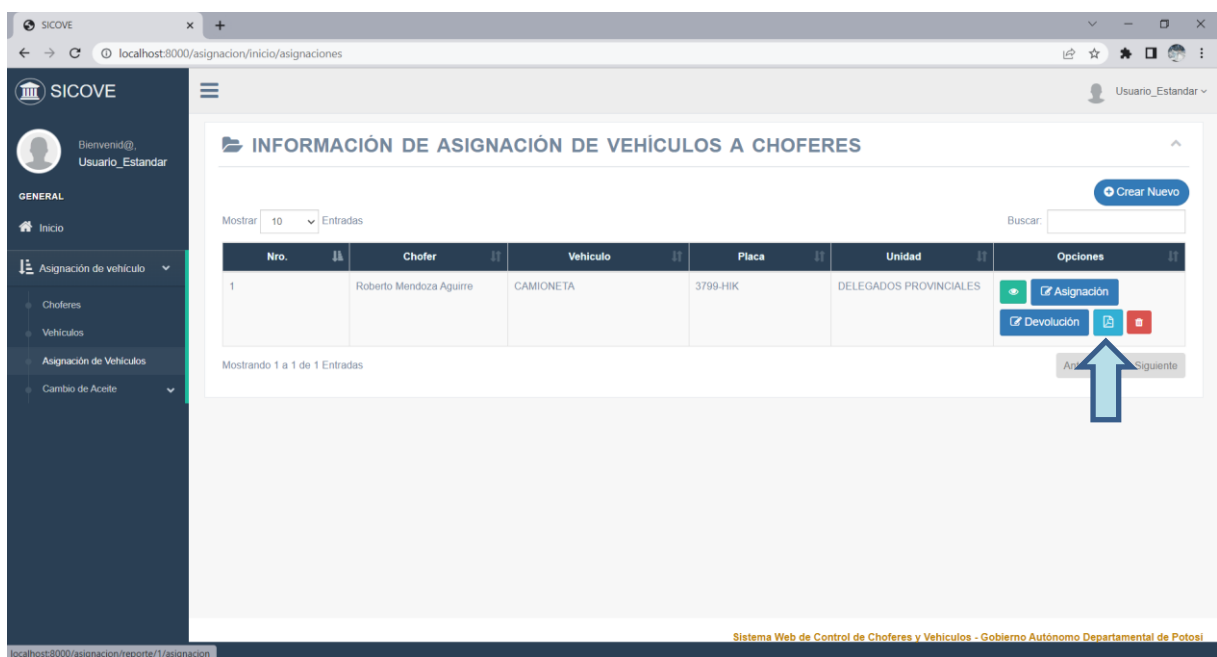 SICOVE
localhost:8000/asignacion/inicio/asignaciones
SICOVE
Usuario_Estandar
Bienvenid@,
Usuario_Estandar
GENERAL
Inicio
Asignación de vehículo
Choferes
Vehículos
Asignación de Vehículos
Cambio de Aceite
INFORMACIÓN DE ASIGNACIÓN DE VEHÍCULOS A CHOFERES
Crear Nuevo
Mostrar 10 Entradas
Buscar:
Nro. Chofer Vehiculo Placa Unidad Opciones
1 Roberto Mendoza Aguirre CAMIONETA 3799-HIK DELEGADOS PROVINCIALES Asignación
Devolución
Mostrando 1 a 1 de 1 Entradas
Siguiente
Sistema Web de Control de Choferes y Vehiculos - Gobierno Autónomo Departamental de Potosi
localhost:8000/asignacion/reporte/1/asignacion